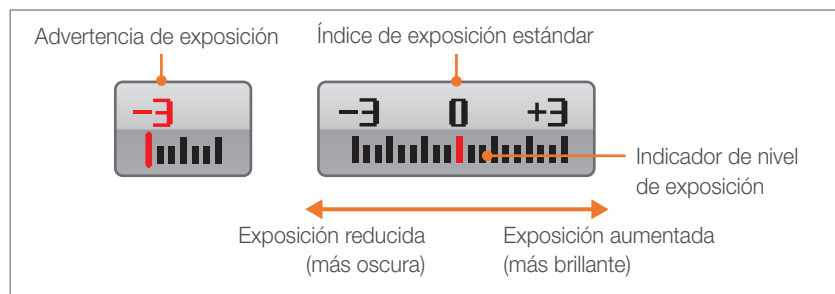 Advertencia de exposición
Índice de exposición estándar
-3
-3 0 +3
Indicador de nivel
de exposición
Exposición reducida
(más oscura)
Exposición aumentada
(más brillante)